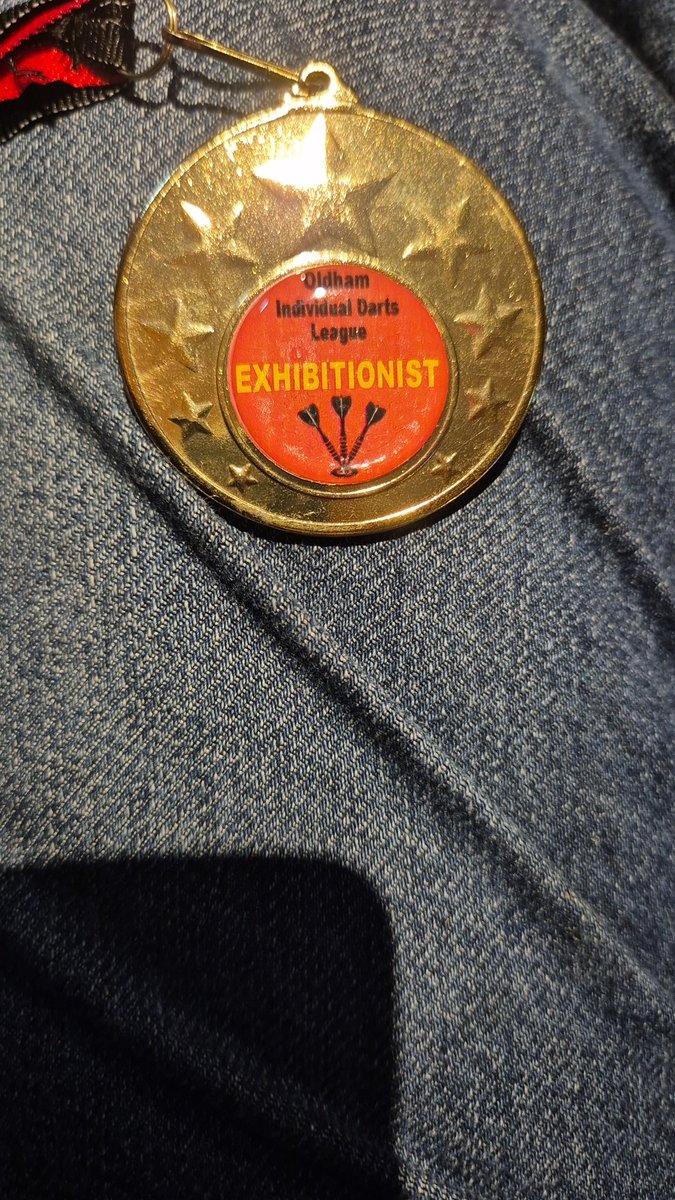 Oldham
Individual Darts
League
EXHIBITIONIST